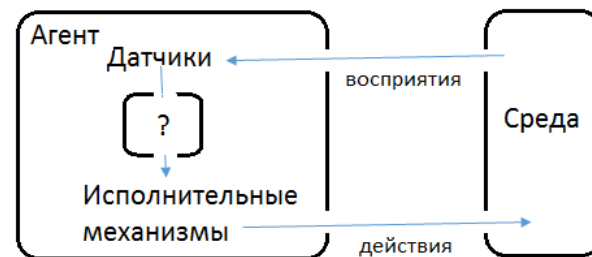 Агент
Датчики
восприятия
?
Среда
Исполнительные
механизмы
действия